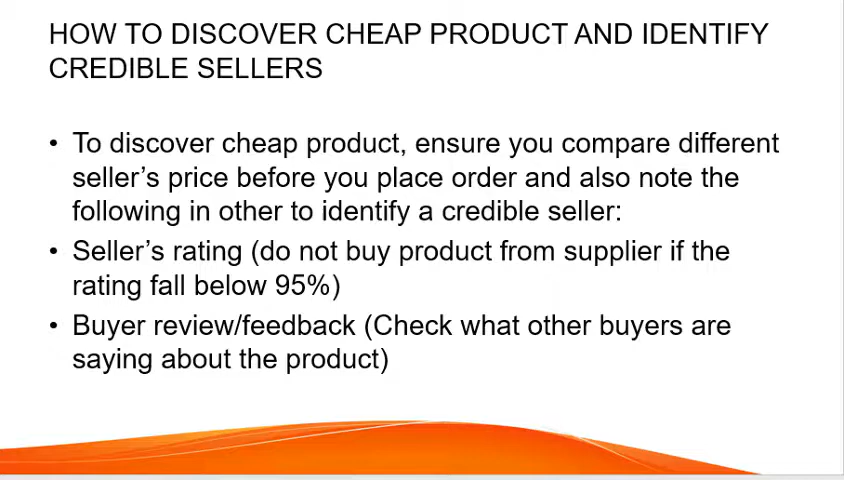 HOW TO DISCOVER CHEAP PRODUCT AND IDENTIFY
CREDIBLE SELLERS
• To discover cheap product, ensure you compare different
seller’s price before you place order and also note the
following in other to identify a credible seller:
• Seller’s rating (do not buy product from supplier if the
rating fall below 95%)
• Buyer review/feedback (Check what other buyers are
saying about the product)